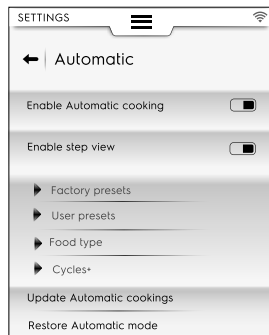 SETTINGS
Automatic
Enable Automatic cooking
Enable step view
Factory presets
User presets
Food type
Cycles+
Update Automatic cookings
Restore Automatic mode